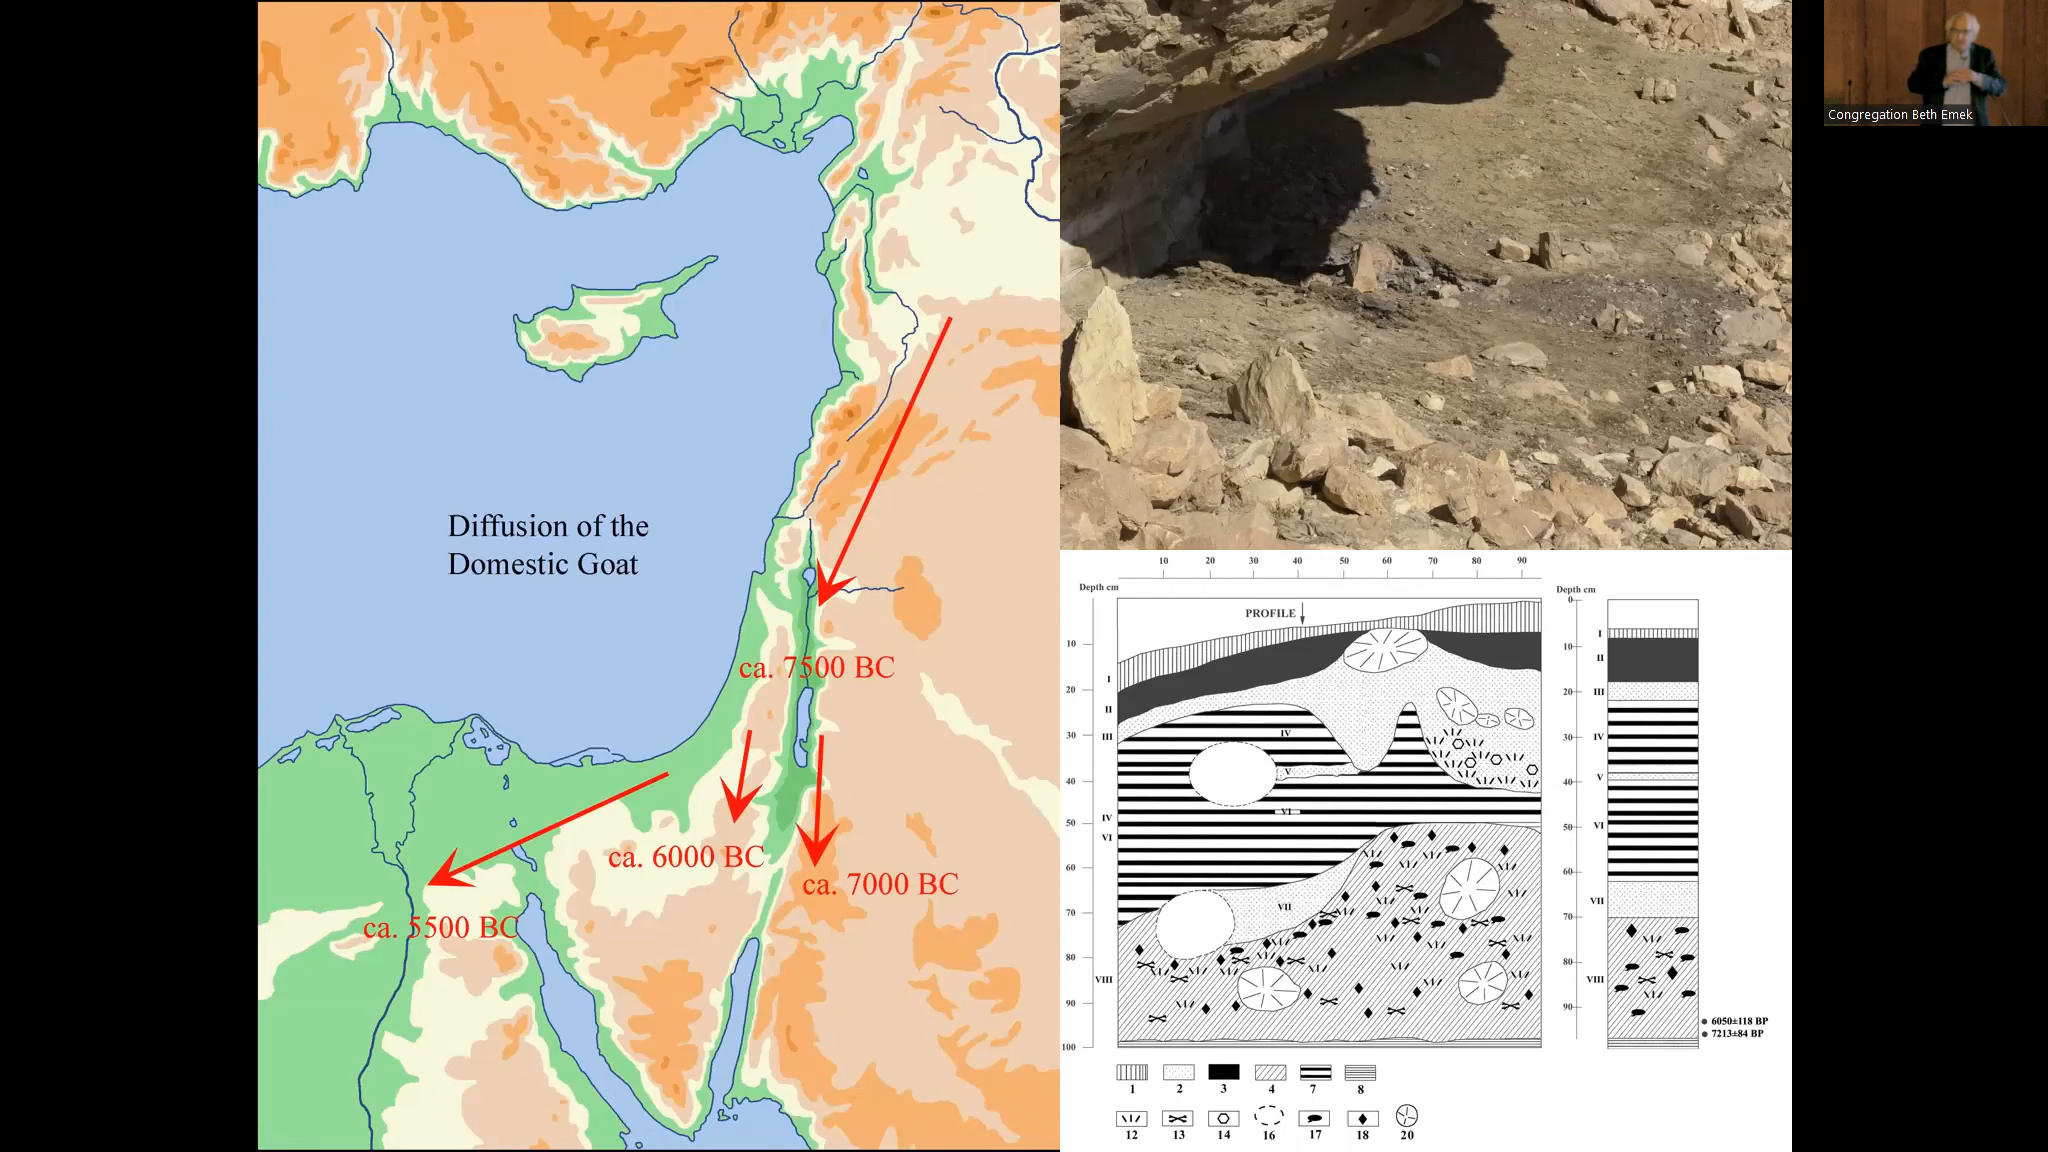 Diffusion of the
Domestic Goat
ca. 7500 BC
ca. 6000 BC
ca. 7000 BC
ca. 5500 BC
Congregation Beth Emek
10 20 30 40 50 60 70 80 90
Depth cm
PROFILE
10
20
30
40
50
60
70
80
90
100
I
II
III
IV
VI
VIII
IV
V
VI
VII
Depth cm
0
10
20
30
40
50
60
70
80
90
I
II
III
IV
V
VI
VII
VIII
6050±118 BP
7213±84 BP
1 2 3 4 7 8
12 13 14 16 17 18 20